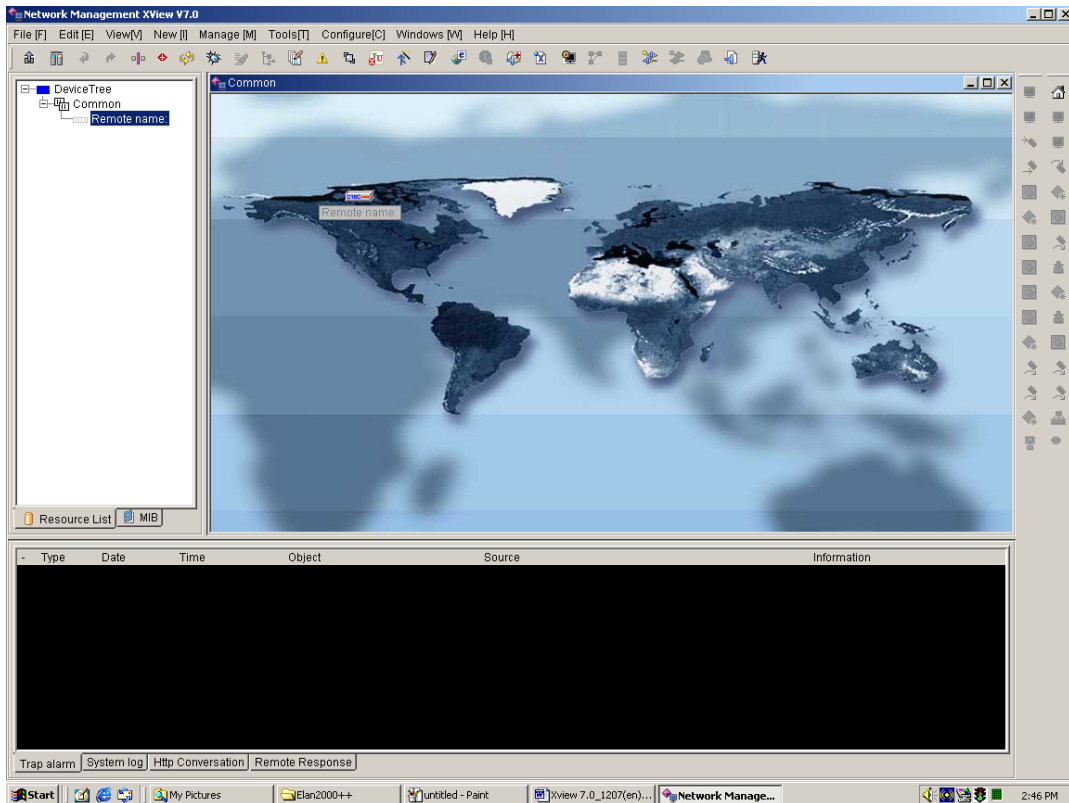 Network Management XView V7.0
File [F] Edit [E] View[V] New [I] Manage [M] Tools[T] Configure[C] Windows [W] Help [H]
DeviceTree
Common
Remote name:
Resource List MIB
Common
Remote name:
- Type Date Time Object Source Information
Trap alarm System log Http Conversation Remote Response
Start My Pictures Elan2000++ untitled - Paint Xview 7.0_1207(en)... Network Manage... 2:46 PM